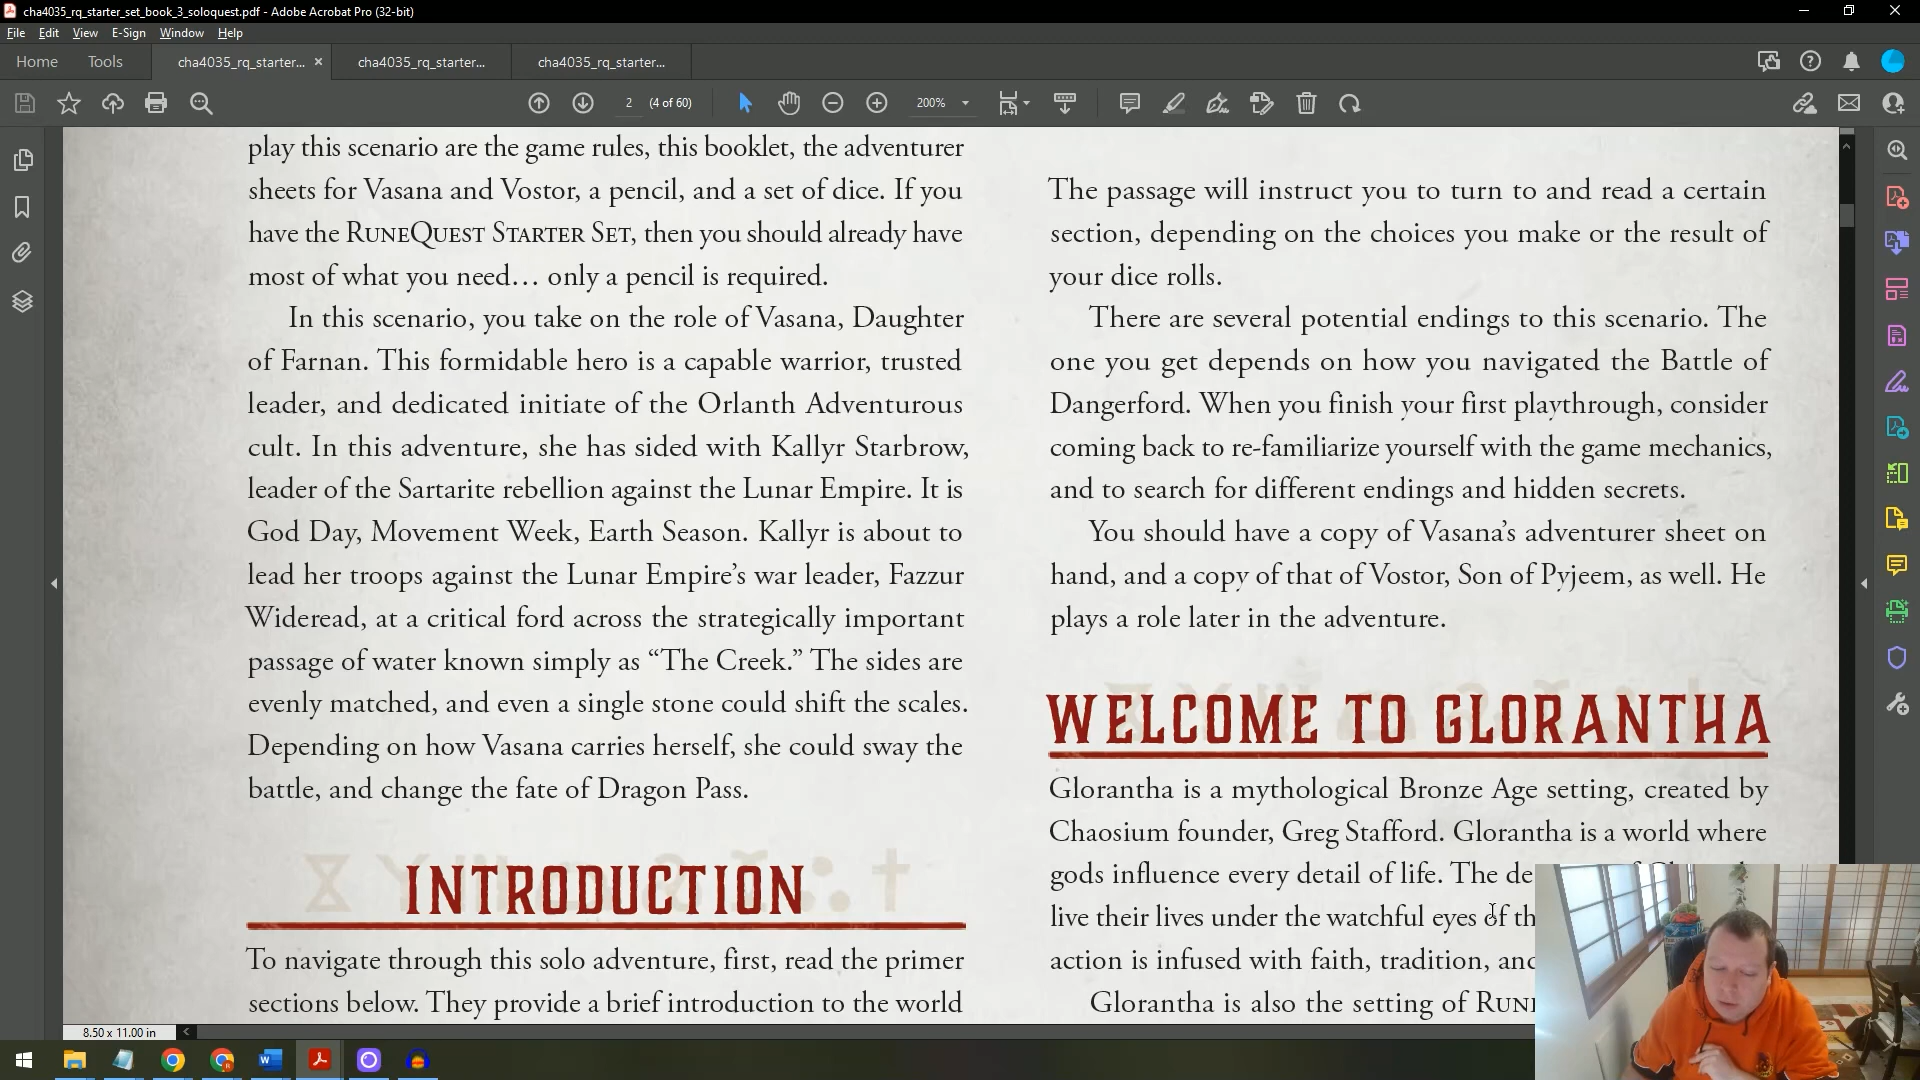 cha4035_rq_starter_set_book_3_soloquest.pdf - Adobe Acrobat Pro (32-bit)
File Edit View E-Sign Window Help
Home Tools cha4035_rq_starter... × cha4035_rq_starter... cha4035_rq_starter...
2 (4 of 60) 200%
play this scenario are the game rules, this booklet, the adventurer
sheets for Vasana and Vostor, a pencil, and a set of dice. If you
have the RUNEQUEST STARTER SET, then you should already have
most of what you need… only a pencil is required.
In this scenario, you take on the role of Vasana, Daughter
of Farnan. This formidable hero is a capable warrior, trusted
leader, and dedicated initiate of the Orlanth Adventurous
cult. In this adventure, she has sided with Kallyr Starbrow,
leader of the Sartarite rebellion against the Lunar Empire. It is
God Day, Movement Week, Earth Season. Kallyr is about to
lead her troops against the Lunar Empire’s war leader, Fazzur
Wideread, at a critical ford across the strategically important
passage of water known simply as “The Creek.” The sides are
evenly matched, and even a single stone could shift the scales.
Depending on how Vasana carries herself, she could sway the
battle, and change the fate of Dragon Pass.
INTRODUCTION
To navigate through this solo adventure, first, read the primer
sections below. They provide a brief introduction to the world
The passage will instruct you to turn to and read a certain
section, depending on the choices you make or the result of
your dice rolls.
There are several potential endings to this scenario. The
one you get depends on how you navigated the Battle of
Dangerford. When you finish your first playthrough, consider
coming back to re-familiarize yourself with the game mechanics,
and to search for different endings and hidden secrets.
You should have a copy of Vasana’s adventurer sheet on
hand, and a copy of that of Vostor, Son of Pyjeem, as well. He
plays a role later in the adventure.
WELCOME TO GLORANTHA
Glorantha is a mythological Bronze Age setting, created by
Chaosium founder, Greg Stafford. Glorantha is a world where
gods influence every detail of life. The
live their lives under the watchful eyes of
action is infused with faith, tradition,
Glorantha is also the setting of
8.50 x 11.00 in